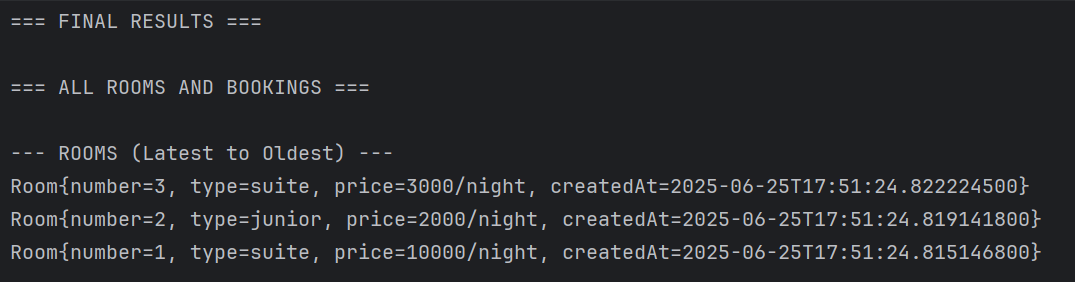 === FINAL RESULTS ===
=== ALL ROOMS AND BOOKINGS ===
--- ROOMS (Latest to Oldest) ---
Room{number=3, type=suite, price=3000/night, createdAt=2025-06-25T17:51:24.822224500}
Room{number=2, type=junior, price=2000/night, createdAt=2025-06-25T17:51:24.819141800}
Room{number=1, type=suite, price=10000/night, createdAt=2025-06-25T17:51:24.815146800}